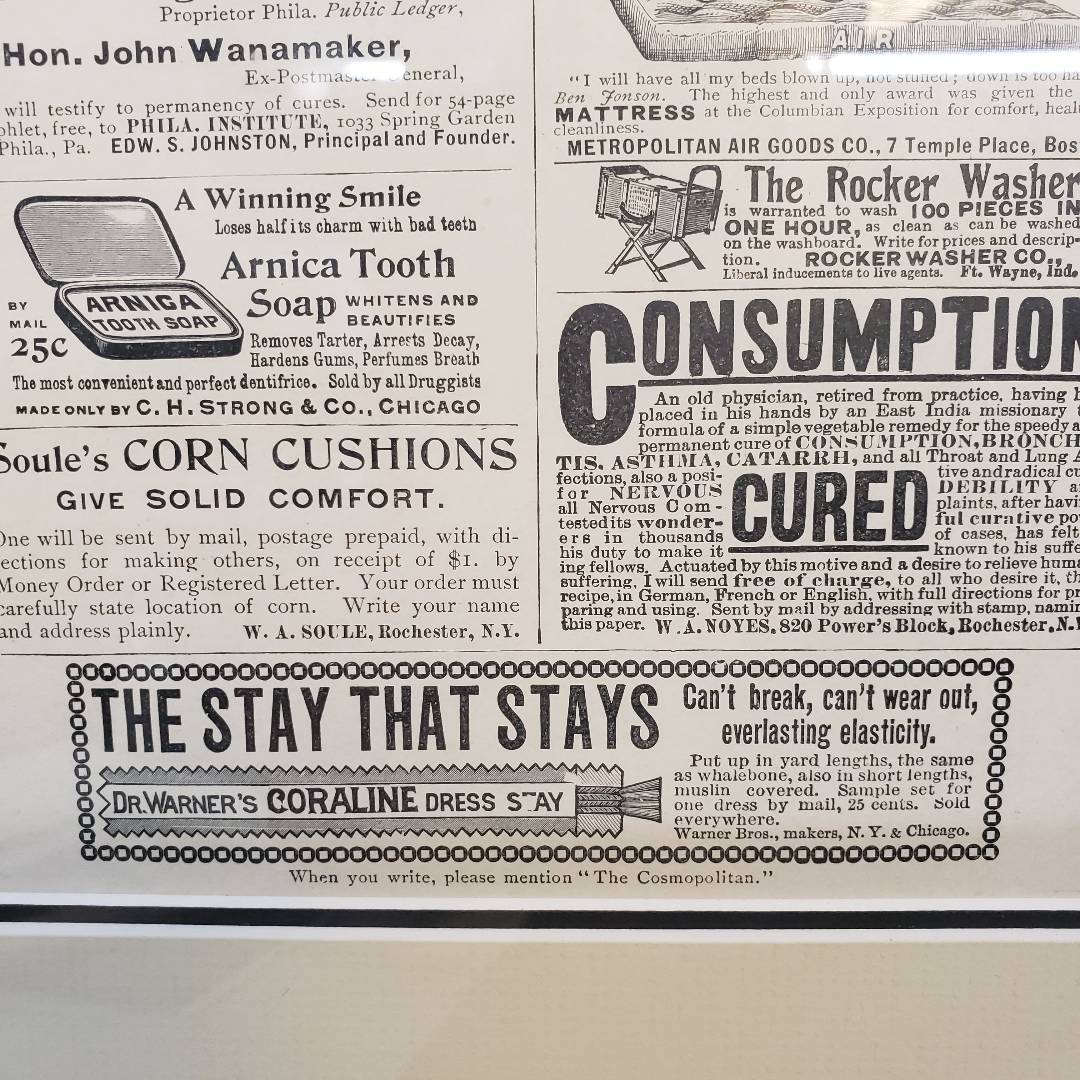 Proprietor Phila. Public Ledger,
Hon. John Wanamaker,
Ex-Postmaster General,
will testify to permanency of cures. Send for 54-page
phlet, free, to PHILA. INSTITUTE, 1033 Spring Garden
Phila., Pa. EDW. S. JOHNSTON, Principal and Founder.
A Winning Smile
Loses half its charm with bad teeth
Arnica Tooth
Soap WHITENS AND
BEAUTIFIES
BY
MAIL
25c
ARNICA
TOOTH SOAP
Removes Tarter, Arrests Decay,
Hardens Gums, Perfumes Breath
The most convenient and perfect dentifrice. Sold by all Druggists
MADE ONLY BY C. H. STRONG & CO., CHICAGO
Soule's CORN CUSHIONS
GIVE SOLID COMFORT.
One will be sent by mail, postage prepaid, with di-
ections for making others, on receipt of $1. by
Money Order or Registered Letter. Your order must
carefully state location of corn. Write your name
and address plainly. W. A. SOULE, Rochester, N.Y.
AIR
"I will have all my beds blown up, not stuffed; down is too ha
Ben Jonson. The highest and only award was given the
MATTRESS at the Columbian Exposition for comfort, heal
cleanliness.
METROPOLITAN AIR GOODS CO., 7 Temple Place, Bos
The Rocker Washer
is warranted to wash 100 PIECES IN
ONE HOUR, as clean as can be washed
on the washboard. Write for prices and descrip-
tion. ROCKER WASHER CO.,
Liberal inducements to live agents. Ft. Wayne, Ind.
CONSUMPTION
An old physician, retired from practice, having
placed in his hands by an East India missionary
formula of a simple vegetable remedy for the speedy a
permanent cure of CONSUMPTION, BRONCH
TIS, ASTHMA, CATARRH, and all Throat and Lung A
fections, also a posi-
tive and radical cu
for NERVOUS
DEBILITY a
all Nervous Com-
plaints, after havi
tested its wonder-
ful curative po
ers in thousands
of cases, has felt
his duty to make it
known to his suffe
CURED
ing fellows. Actuated by this motive and a desire to relieve huma
suffering, I will send free of charge, to all who desire it, th
recipe, in German, French or English, with full directions for pr
paring and using. Sent by mail by addressing with stamp, namin
this paper. W. A. NOYES, 820 Power's Block, Rochester, N.Y
THE STAY THAT STAYS
Can't break, can't wear out,
everlasting elasticity.
DR. WARNER'S CORALINE DRESS STAY
Put up in yard lengths, the same
as whalebone, also in short lengths,
muslin covered. Sample set for
one dress by mail, 25 cents. Sold
everywhere.
Warner Bros., makers, N. Y. & Chicago.
When you write, please mention "The Cosmopolitan."